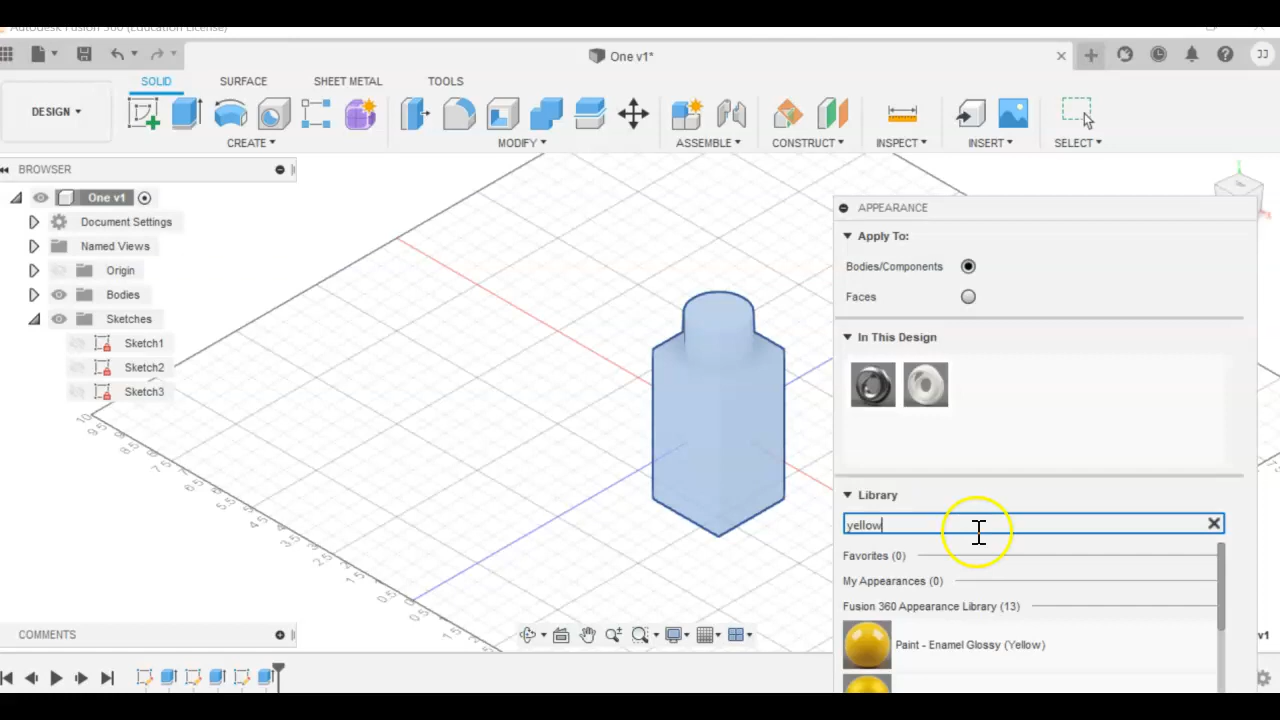 Autodesk Fusion 360 (Education License)
One v1*
JJ
DESIGN
SOLID
SURFACE
SHEET METAL
TOOLS
CREATE
MODIFY
ASSEMBLE
CONSTRUCT
INSPECT
INSERT
SELECT
BROWSER
One v1
Document Settings
Named Views
Origin
Bodies
Sketches
Sketch1
Sketch2
Sketch3
APPEARANCE
Apply To:
Bodies/Components
Faces
In This Design
Library
yellow
Favorites (0)
My Appearances (0)
Fusion 360 Appearance Library (13)
Paint - Enamel Glossy (Yellow)
COMMENTS
v1